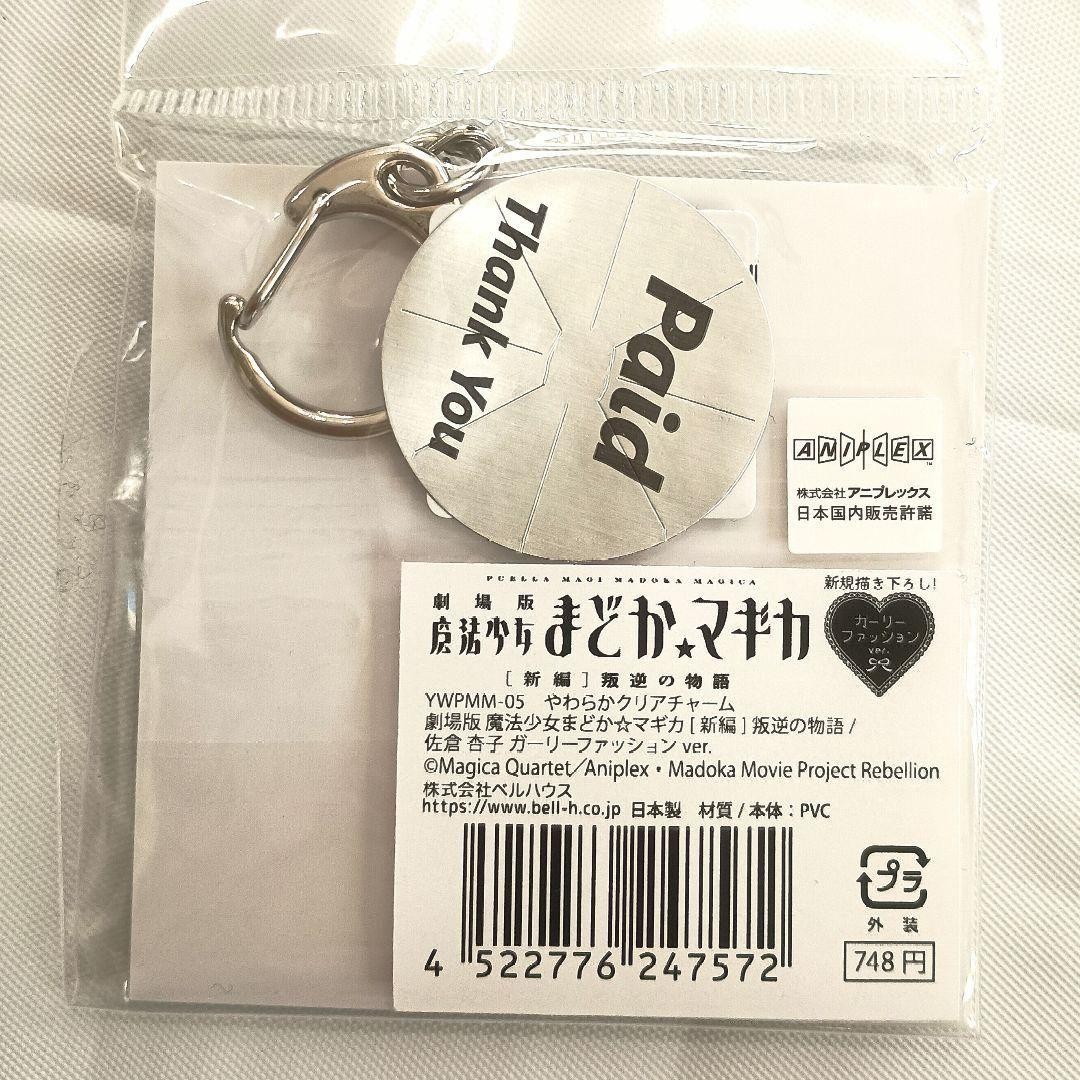 Thank You
Paid
ANIPLEX
株式会社アニプレックス
日本国内販売許諾
PUELLA MAGI MADOKA MAGICA
劇場版
魔法少女まどか☆マギカ
[新編]叛逆の物語
新規描き下ろし!
ガーリー
ファッション
ver.
YWPMM-05 やわらかクリアチャーム
劇場版 魔法少女まどか☆マギカ [新編] 叛逆の物語 /
佐倉 杏子 ガーリーファッション ver.
©Magica Quartet/Aniplex・Madoka Movie Project Rebellion
株式会社ベルハウス
https://www.bell-h.co.jp 日本製 材質/本体:PVC
プラ
外装
4 522776 247572
748円